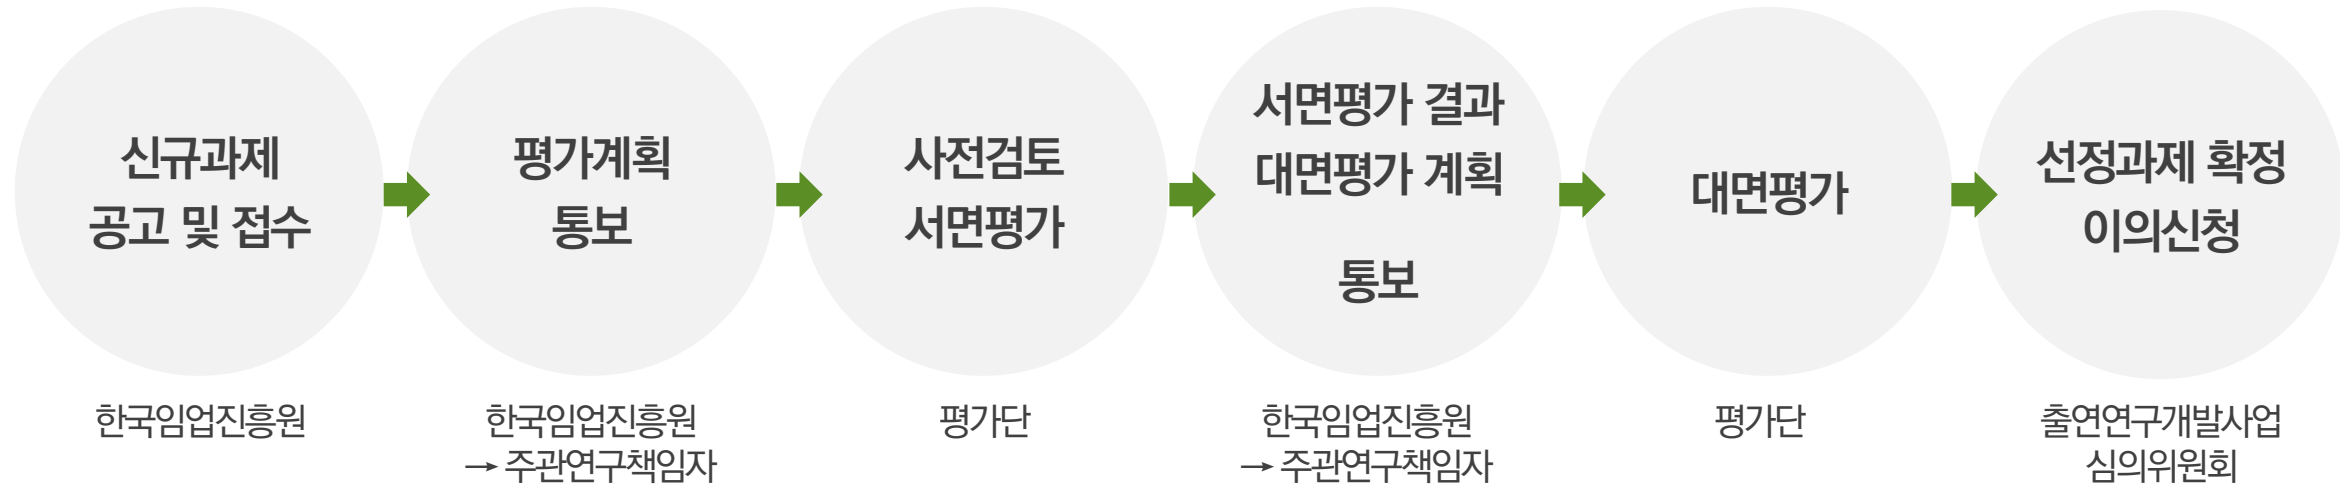 신규과제
공고 및 접수
한국임업진흥원
평가계획
통보
한국임업진흥원
→ 주관연구책임자
사전검토
서면평가
평가단
서면평가 결과
대면평가 계획
통보
한국임업진흥원
→ 주관연구책임자
대면평가
평가단
선정과제 확정
이의신청
출연연구개발사업
심의위원회